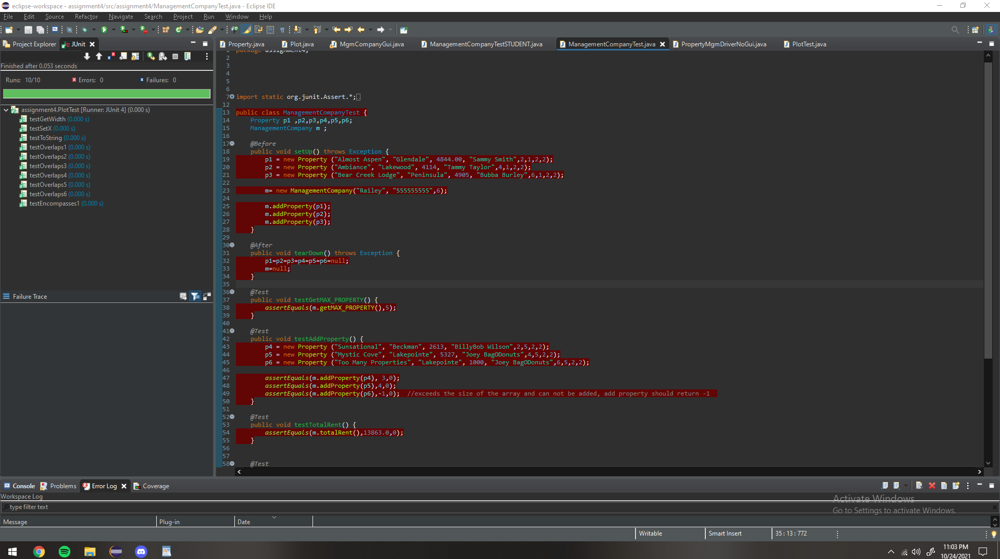 eclipse-workspace - assignment4/src/assignment4/ManagementCompanyTest.java - Eclipse IDE
File Edit Source Refactor Navigate Search Project Run Window Help
Project Explorer JUnit
Property.java Plot.java MgmCompanyGui.java ManagementCompanyTestSTUDENT.java ManagementCompanyTest.java PropertyMgmDriverNoGui.java PlotTest.java
Finished after 0.053 seconds
Runs: 10/10 Errors: 0 Failures: 0
assignment4.PlotTest [Runner: JUnit 4] (0.000 s)
testGetWidth (0.000 s)
testSetX (0.000 s)
testToString (0.000 s)
testOverlaps1 (0.000 s)
testOverlaps2 (0.000 s)
testOverlaps3 (0.000 s)
testOverlaps4 (0.000 s)
testOverlaps5 (0.000 s)
testOverlaps6 (0.000 s)
testEncompasses1 (0.000 s)
Failure Trace
1 package assignment4;
2
3
4
5
6
7 import static org.junit.Assert.*;
12
13 public class ManagementCompanyTest {
14 Property p1 ,p2,p3,p4,p5,p6;
15 ManagementCompany m ;
16
17 @Before
18 public void setUp() throws Exception {
19 p1 = new Property ("Almost Aspen", "Glendale", 4844.00, "Sammy Smith",2,1,2,2);
20 p2 = new Property ("Ambiance", "Lakewood", 4114, "Tammy Taylor",4,1,2,2);
21 p3 = new Property ("Bear Creek Lodge", "Peninsula", 4905, "Bubba Burley",6,1,2,2);
22
23 m= new ManagementCompany("Railey", "555555555",6);
24
25 m.addProperty(p1);
26 m.addProperty(p2);
27 m.addProperty(p3);
28 }
29
30 @After
31 public void tearDown() throws Exception {
32 p1=p2=p3=p4=p5=p6=null;
33 m=null;
34 }
35
36 @Test
37 public void testGetMAX_PROPERTY() {
38 assertEquals(m.getMAX_PROPERTY(),5);
39 }
40
41 @Test
42 public void testAddProperty() {
43 p4 = new Property ("Sunsational", "Beckman", 2613, "BillyBob Wilson",2,5,2,2);
44 p5 = new Property ("Mystic Cove", "Lakepointe", 5327, "Joey BagODonuts",4,5,2,2);
45 p6 = new Property ("Too Many Properties", "Lakepointe", 1000, "Joey BagODonuts",6,5,2,2);
46
47 assertEquals(m.addProperty(p4), 3,0);
48 assertEquals(m.addProperty(p5),4,0);
49 assertEquals(m.addProperty(p6),-1,0); //exceeds the size of the array and can not be added, add property should return -1
50 }
51
52 @Test
53 public void testTotalRent() {
54 assertEquals(m.totalRent(),13863.0,0);
55 }
56
57
58 @Test
Console Problems Error Log Coverage
Workspace Log
type filter text
Message Plug-in Date
Activate Windows
Go to Settings to activate Windows.
Writable Smart Insert 35 : 13 : 772
11:03 PM
10/24/2021